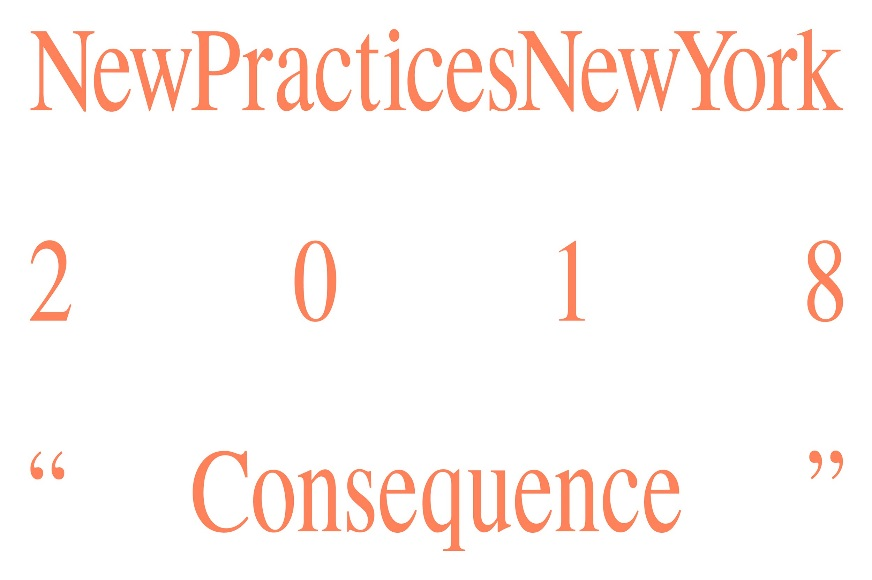 NewPracticesNewYork
2 0 1 8
“ Consequence ”